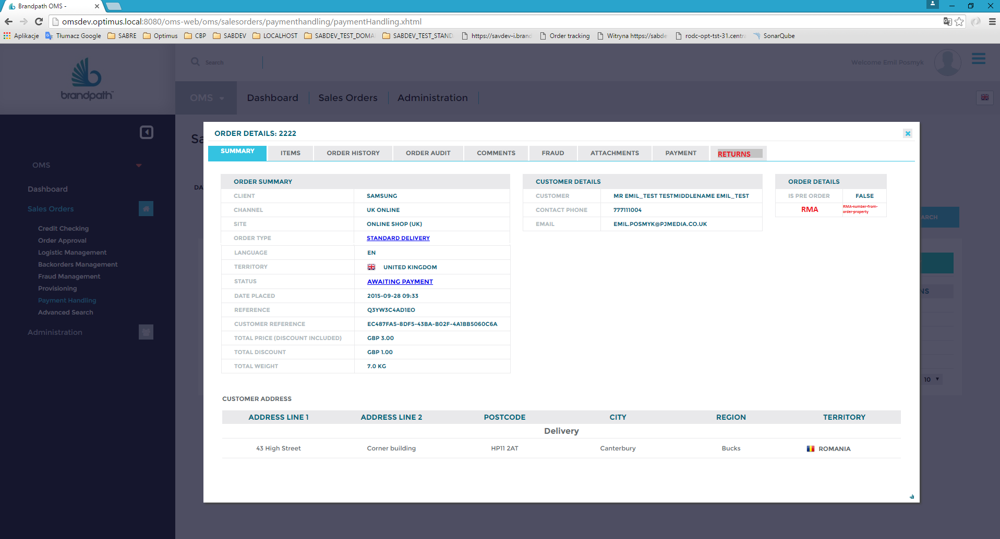 Brandpath OMS -
omsdev.optimus.local:8080/oms-web/oms/salesorders/paymenthandling/paymentHandling.xhtml
Aplikacje Tłumacz Google SABRE Optimus CBP SABDEV LOCALHOST SABDEV_TEST_DOMA SABDEV_TEST_STAND https://savdev-i.brand Order tracking Witryna https://sabde rodc-opt-tst-31.centra SonarQube
brandpath™
Search
Welcome Emil Posmyk
OMS Dashboard Sales Orders Administration
Sa
OMS
Dashboard
Sales Orders
Credit Checking
Order Approval
Logistic Management
Backorders Management
Fraud Management
Provisioning
Payment Handling
Advanced Search
Administration
DA
ARCH
NS
10
ORDER DETAILS: 2222
SUMMARY ITEMS ORDER HISTORY ORDER AUDIT COMMENTS FRAUD ATTACHMENTS PAYMENT RETURNS
ORDER SUMMARY
CLIENT SAMSUNG
CHANNEL UK ONLINE
SITE ONLINE SHOP (UK)
ORDER TYPE STANDARD DELIVERY
LANGUAGE EN
TERRITORY UNITED KINGDOM
STATUS AWAITING PAYMENT
DATE PLACED 2015-09-28 09:33
REFERENCE Q3YW3C4AD1EO
CUSTOMER REFERENCE EC487FA5-8DF5-43BA-B02F-4A1BB5060C6A
TOTAL PRICE (DISCOUNT INCLUDED) GBP 3.00
TOTAL DISCOUNT GBP 1.00
TOTAL WEIGHT 7.0 KG
CUSTOMER DETAILS
CUSTOMER MR EMIL_TEST TESTMIDDLENAME EMIL_TEST
CONTACT PHONE 777111004
EMAIL EMIL.POSMYK@PJMEDIA.CO.UK
ORDER DETAILS
IS PRE ORDER FALSE
RMA RMA-number-from-
order-property
CUSTOMER ADDRESS
ADDRESS LINE 1 ADDRESS LINE 2 POSTCODE CITY REGION TERRITORY
Delivery
43 High Street Corner building HP11 2AT Canterbury Bucks ROMANIA